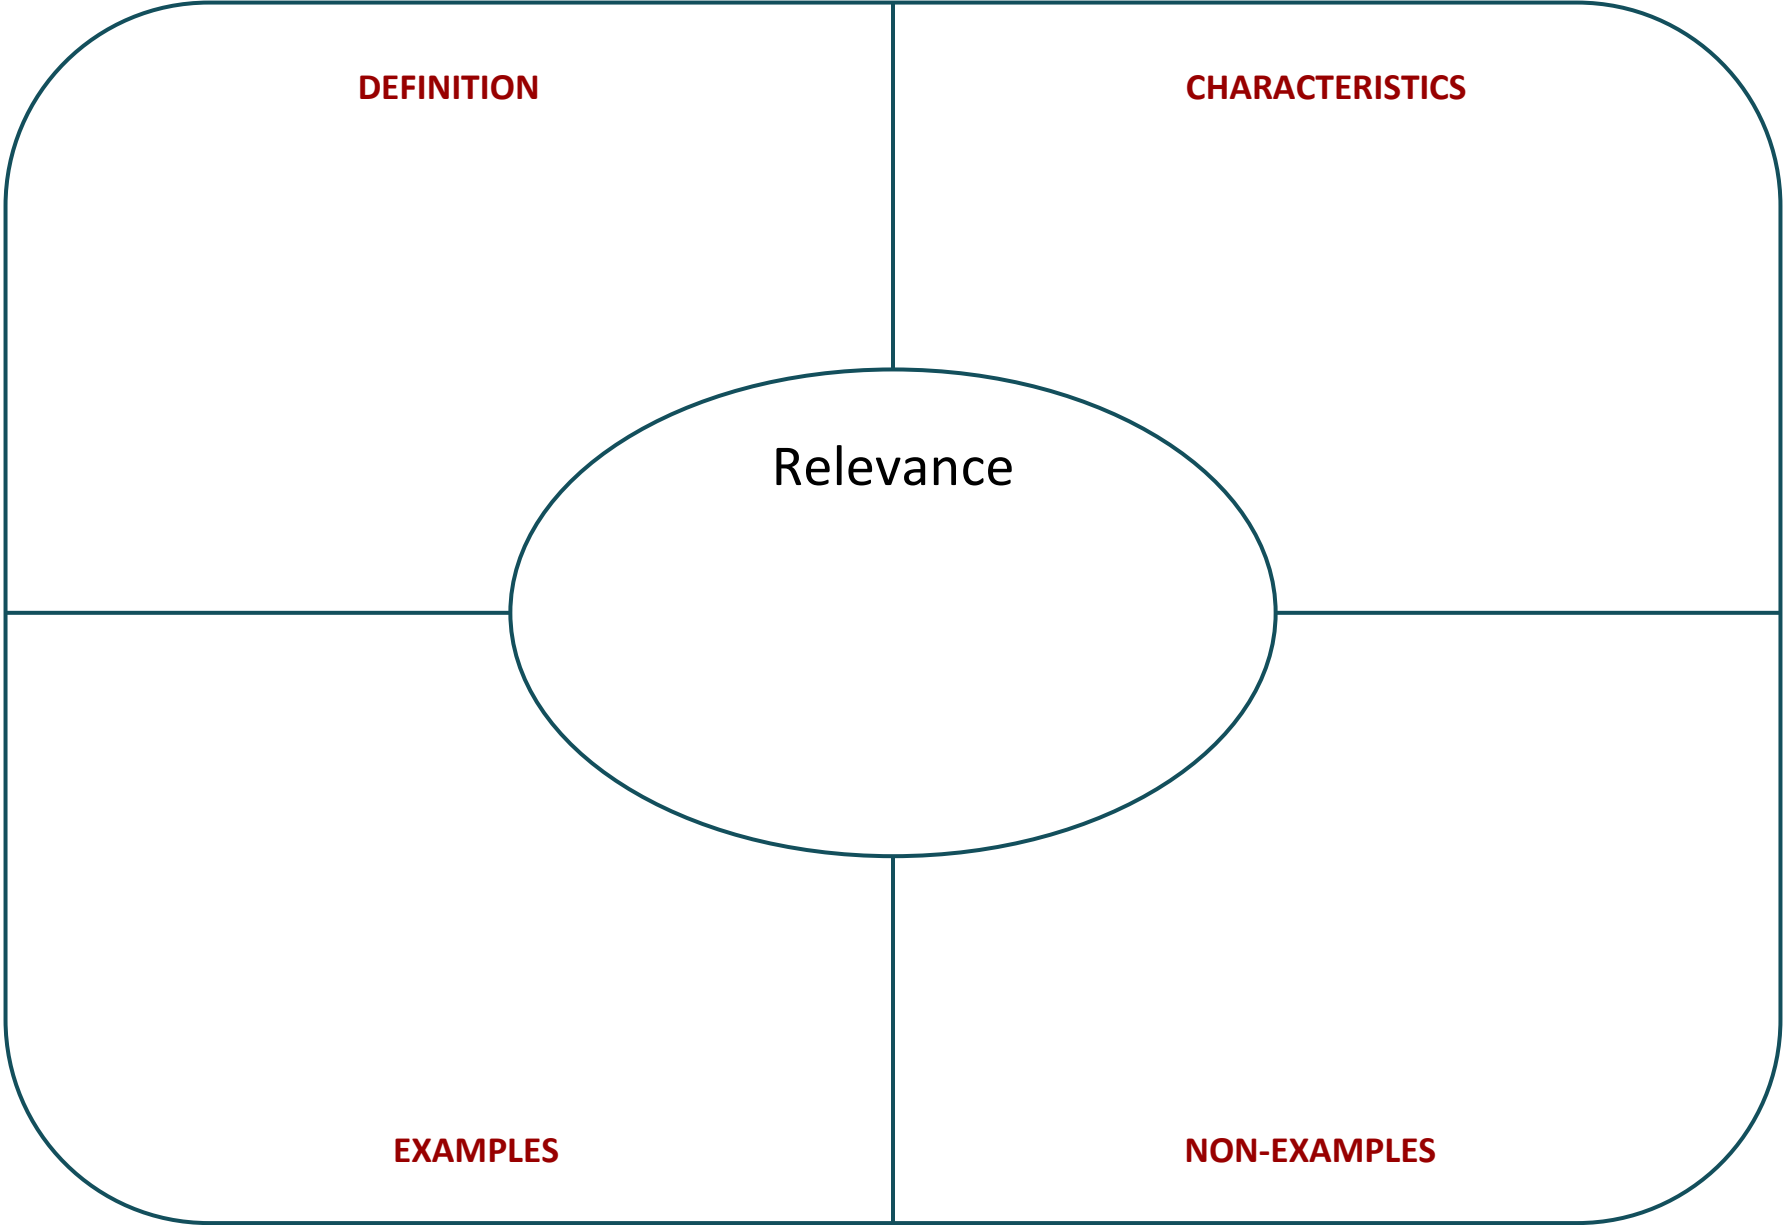 DEFINITION
CHARACTERISTICS
Relevance
EXAMPLES
NON-EXAMPLES